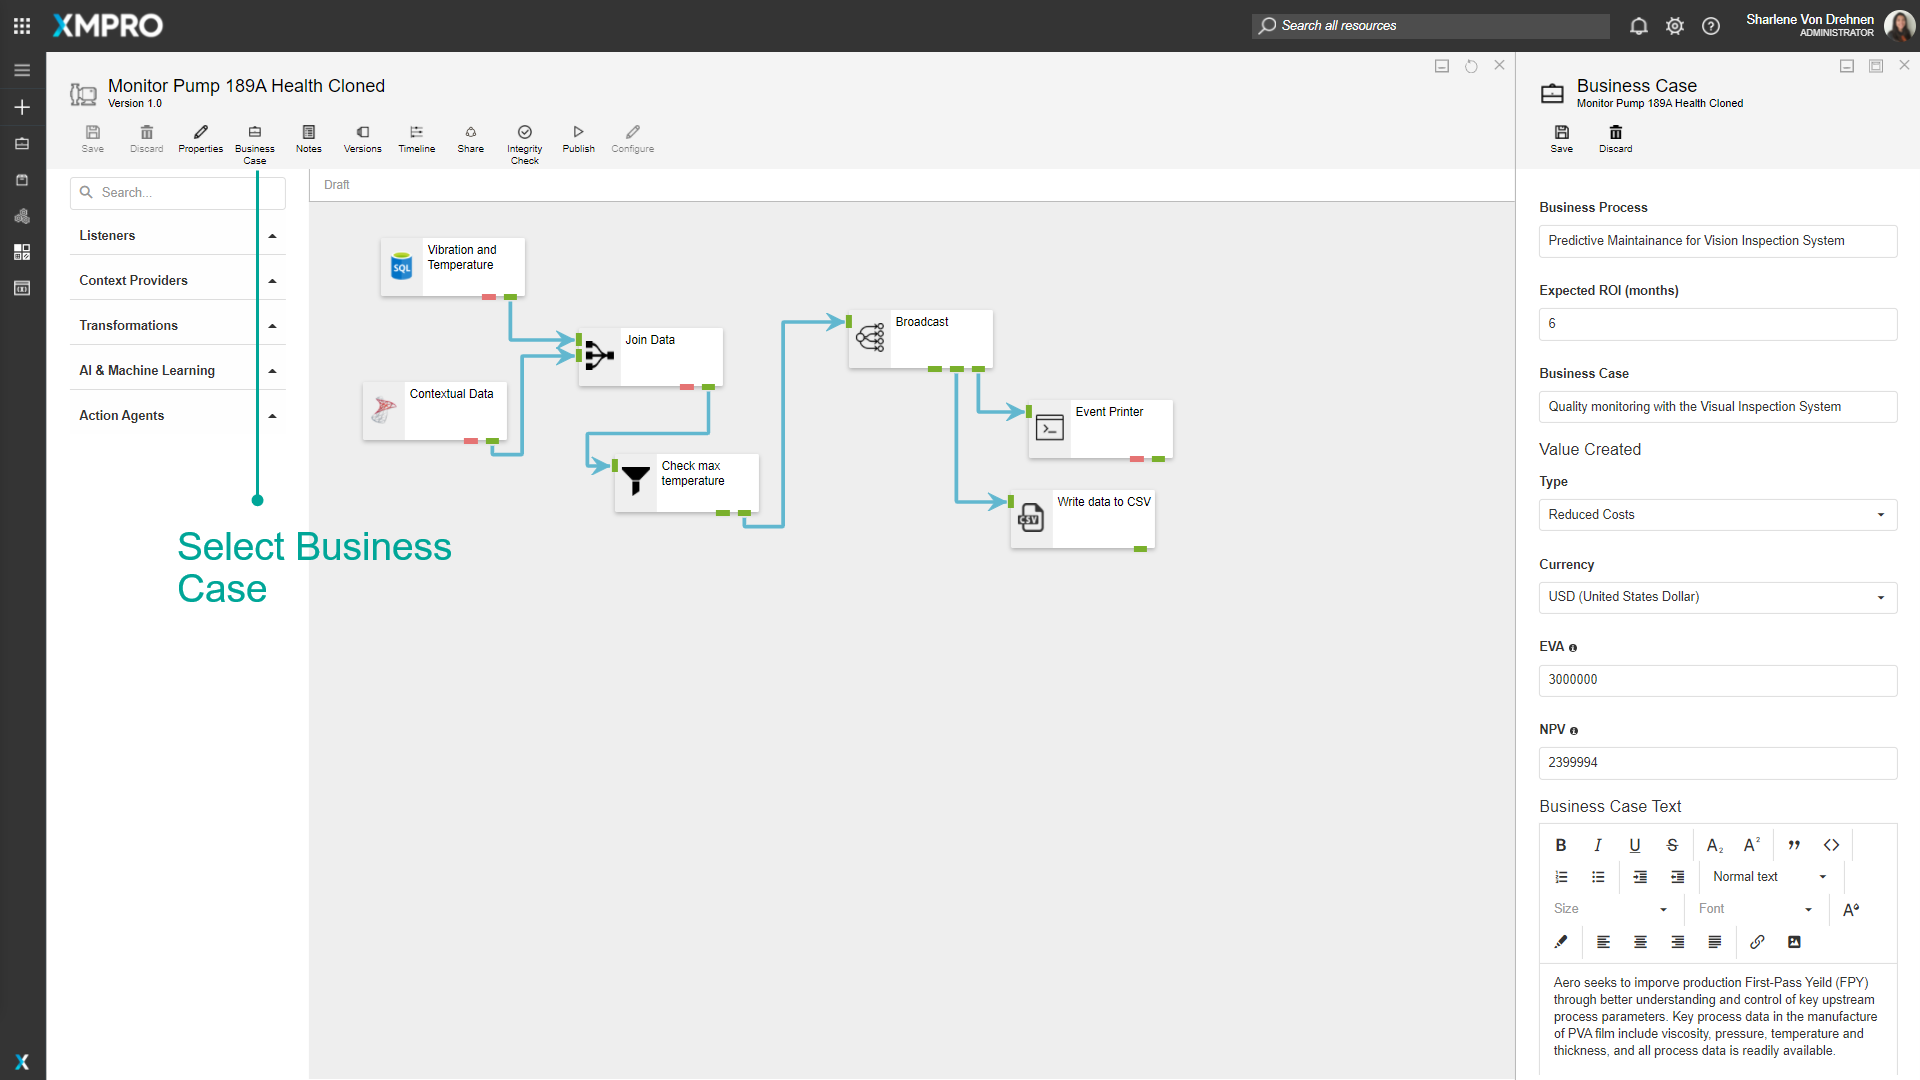 XMPRO
Search all resources
Sharlene Von Drehnen
ADMINISTRATOR
Monitor Pump 189A Health Cloned
Version 1.0
Save
Discard
Properties
Business
Case
Notes
Versions
Timeline
Share
Integrity
Check
Publish
Configure
Search...
Listeners
Context Providers
Transformations
AI & Machine Learning
Action Agents
Select Business
Case
Draft
SQL
Vibration and
Temperature
Join Data
Contextual Data
Check max
temperature
Broadcast
Event Printer
CSV
Write data to CSV
Business Case
Monitor Pump 189A Health Cloned
Save
Discard
Business Process
Predictive Maintainance for Vision Inspection System
Expected ROI (months)
6
Business Case
Quality monitoring with the Visual Inspection System
Value Created
Type
Reduced Costs
Currency
USD (United States Dollar)
EVA
3000000
NPV
2399994
Business Case Text
Normal text
Size
Font
Aero seeks to imporve production First-Pass Yeild (FPY)
through better understanding and control of key upstream
process parameters. Key process data in the manufacture
of PVA film include viscosity, pressure, temperature and
thickness, and all process data is readily available.